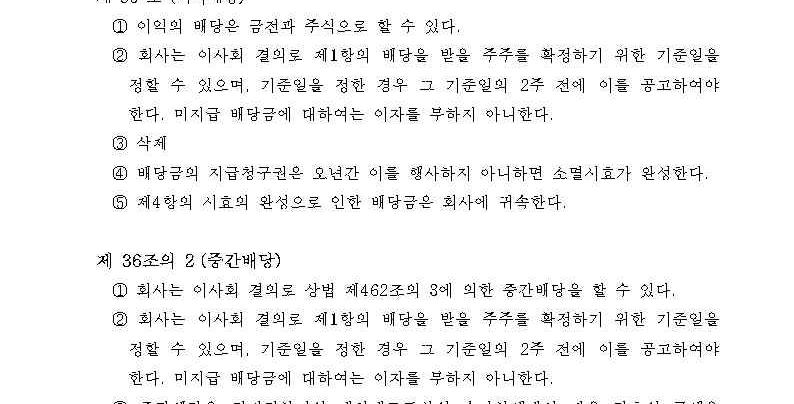 ① 이익의 배당은 금전과 주식으로 할 수 있다.
② 회사는 이사회 결의로 제1항의 배당을 받을 주주를 확정하기 위한 기준일을
정할 수 있으며, 기준일을 정한 경우 그 기준일의 2주 전에 이를 공고하여야
한다. 미지급 배당금에 대하여는 이자를 부하지 아니한다.
③ 삭제
④ 배당금의 지급청구권은 오년간 이를 행사하지 아니하면 소멸시효가 완성한다.
⑤ 제4항의 시효의 완성으로 인한 배당금은 회사에 귀속한다.
제 36조의 2 (중간배당)
① 회사는 이사회 결의로 상법 제462조의 3에 의한 중간배당을 할 수 있다.
② 회사는 이사회 결의로 제1항의 배당을 받을 주주를 확정하기 위한 기준일을
정할 수 있으며, 기준일을 정한 경우 그 기준일의 2주 전에 이를 공고하여야
한다. 미지급 배당금에 대하여는 이자를 부하지 아니한다.